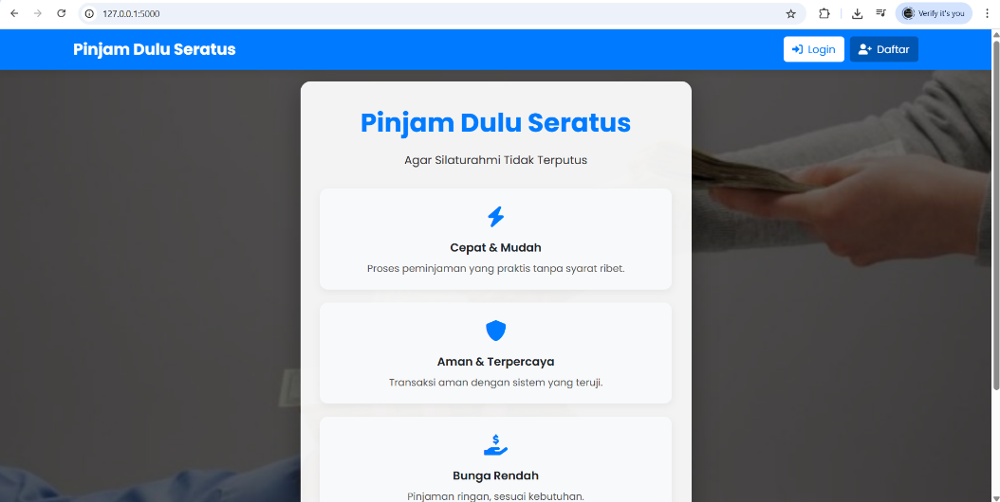 127.0.0.1:5000
Verify it's you
Pinjam Dulu Seratus
Login
Daftar
Pinjam Dulu Seratus
Agar Silaturahmi Tidak Terputus
Cepat & Mudah
Proses peminjaman yang praktis tanpa syarat ribet.
Aman & Terpercaya
Transaksi aman dengan sistem yang teruji.
Bunga Rendah
Pinjaman ringan, sesuai kebutuhan.